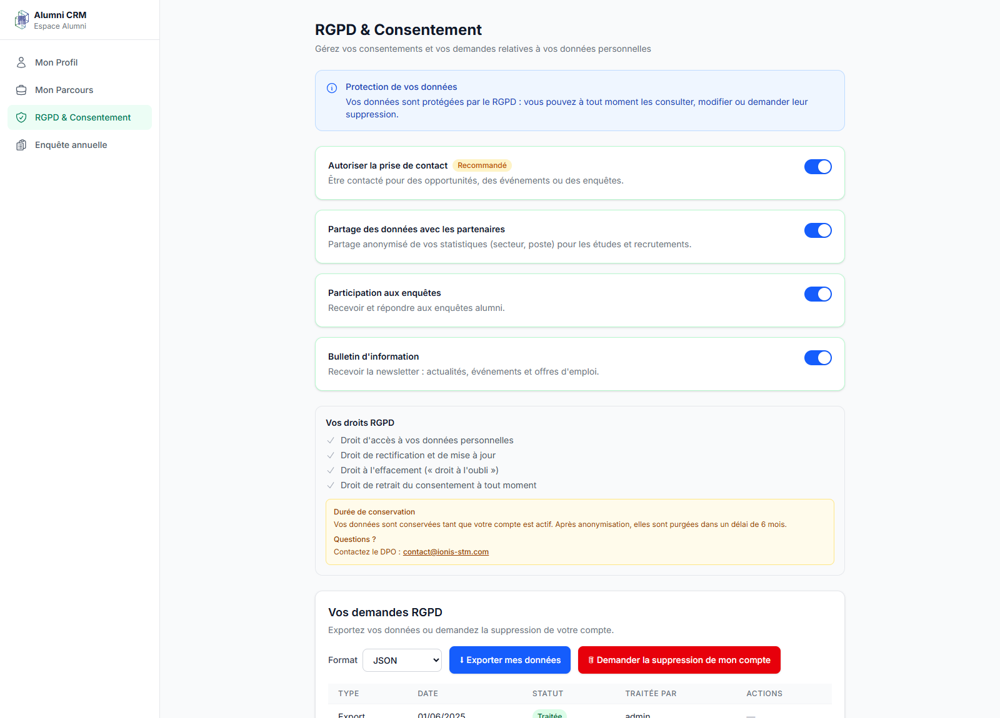 Alumni CRM
Espace Alumni
Mon Profil
Mon Parcours
RGPD & Consentement
Enquête annuelle
RGPD & Consentement
Gérez vos consentements et vos demandes relatives à vos données personnelles
Protection de vos données
Vos données sont protégées par le RGPD : vous pouvez à tout moment les consulter, modifier ou demander leur
suppression.
Autoriser la prise de contact Recommandé
Être contacté pour des opportunités, des événements ou des enquêtes.
Partage des données avec les partenaires
Partage anonymisé de vos statistiques (secteur, poste) pour les études et recrutements.
Participation aux enquêtes
Recevoir et répondre aux enquêtes alumni.
Bulletin d'information
Recevoir la newsletter : actualités, événements et offres d'emploi.
Vos droits RGPD
Droit d'accès à vos données personnelles
Droit de rectification et de mise à jour
Droit à l'effacement (« droit à l'oubli »)
Droit de retrait du consentement à tout moment
Durée de conservation
Vos données sont conservées tant que votre compte est actif. Après anonymisation, elles sont purgées dans un délai de 6 mois.
Questions ?
Contactez le DPO : contact@ionis-stm.com
Vos demandes RGPD
Exportez vos données ou demandez la suppression de votre compte.
Format JSON Exporter mes données Demander la suppression de mon compte
TYPE DATE STATUT TRAITÉE PAR ACTIONS
Export 01/06/2025 Traitée admin —